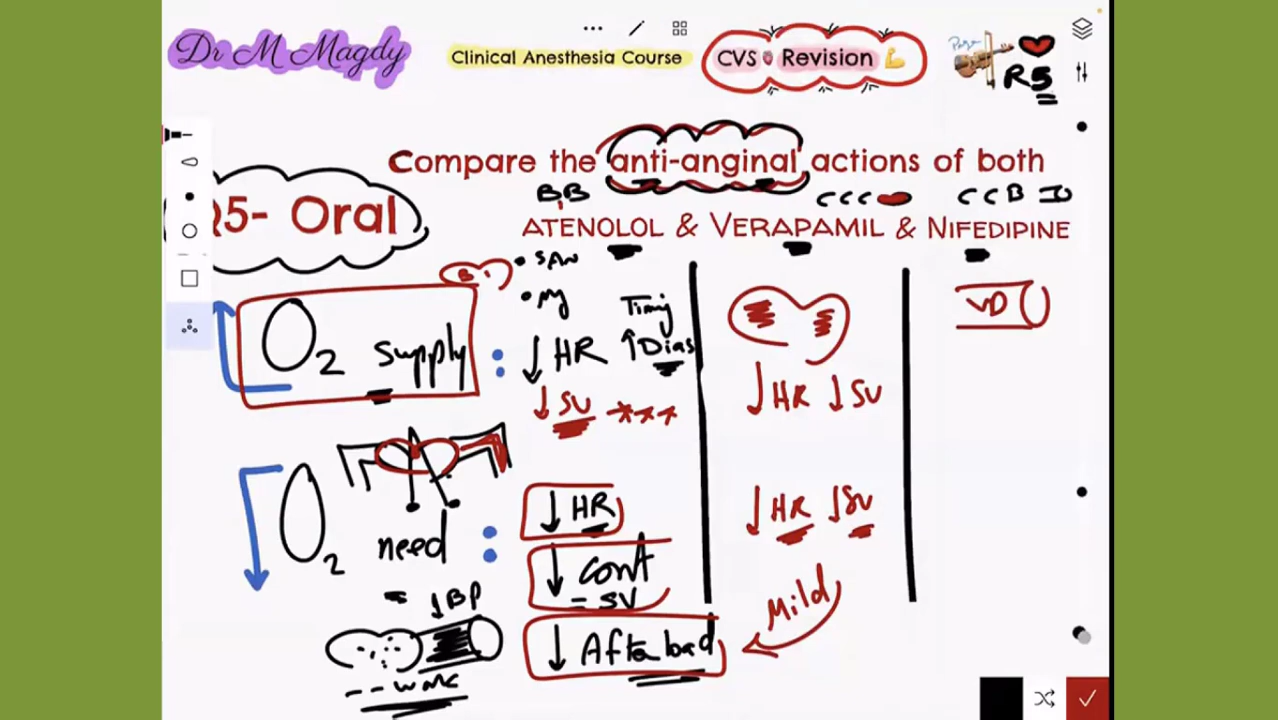 Dr M Magdy
Clinical Anesthesia Course
CVS Revision
R5
Compare the anti-anginal actions of both
Q5- Oral
BB
CCB
ATENOLOL & VERAPAMIL & NIFEDIPINE
SAN
O2 supply :
B1
↓ HR
Timing
↑ Dias
↓ SV ***
↓ HR ↓ SV
VD
O2 need :
↓ HR
↓ Cont
= SV
↓ Afterload
↓ HR ↓ SV
Mild
↓ BP